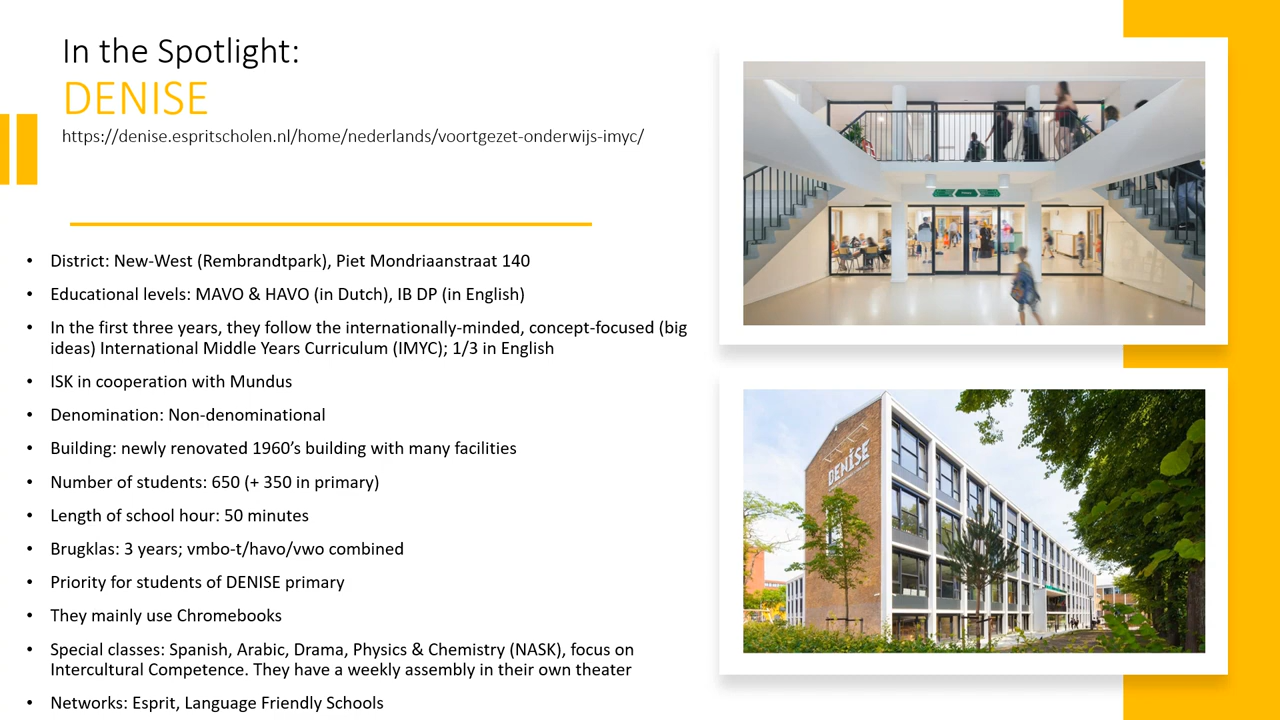 In the Spotlight:
DENISE
https://denise.espritscholen.nl/home/nederlands/voortgezet-onderwijs-imyc/
• District: New-West (Rembrandtpark), Piet Mondriaanstraat 140
• Educational levels: MAVO & HAVO (in Dutch), IB DP (in English)
• In the first three years, they follow the internationally-minded, concept-focused (big
ideas) International Middle Years Curriculum (IMYC); 1/3 in English
• ISK in cooperation with Mundus
• Denomination: Non-denominational
• Building: newly renovated 1960’s building with many facilities
• Number of students: 650 (+ 350 in primary)
• Length of school hour: 50 minutes
• Brugklas: 3 years; vmbo-t/havo/vwo combined
• Priority for students of DENISE primary
• They mainly use Chromebooks
• Special classes: Spanish, Arabic, Drama, Physics & Chemistry (NASK), focus on
Intercultural Competence. They have a weekly assembly in their own theater
• Networks: Esprit, Language Friendly Schools
DENISE